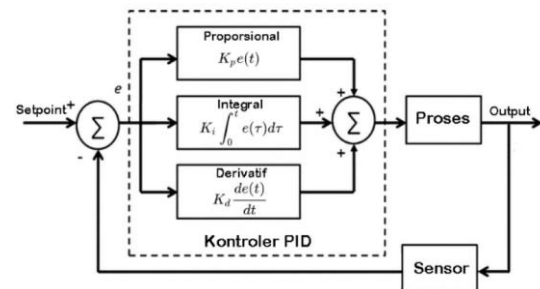 Proporsional
K_p e(t)
e
Setpoint
+
Σ
-
Integral
K_i ∫_0^t e(τ)dτ
+
+
+
Σ
Proses
Output
Derivatif
K_d de(t)/dt
Kontroler PID
Sensor